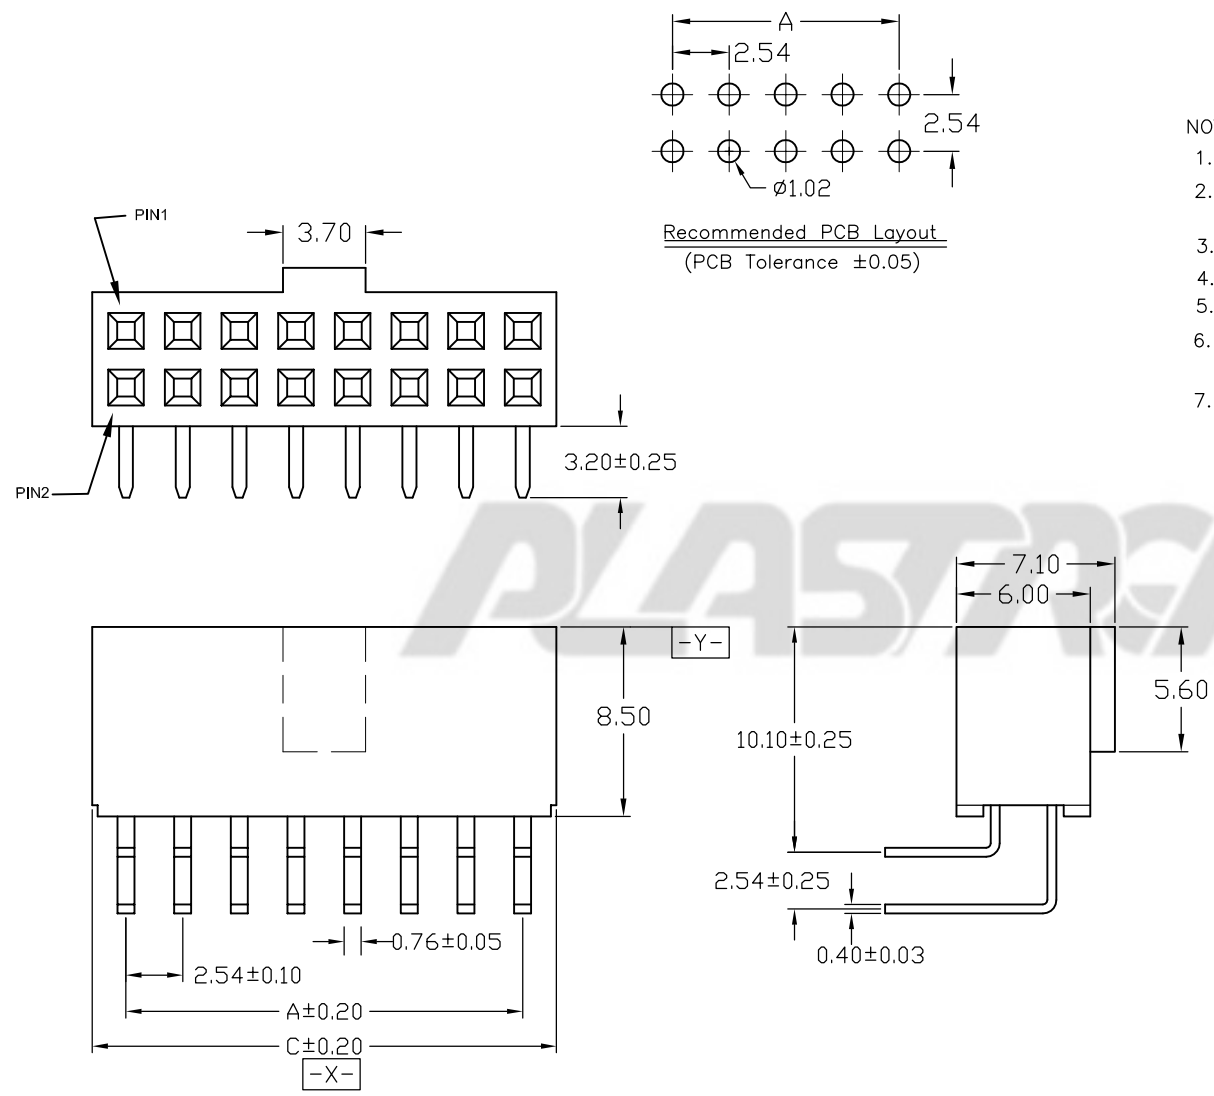 A
2.54
2.54
Ø1.02
Recommended PCB Layout
(PCB Tolerance ±0.05)
NO
1.
2.
3.
4.
5.
6.
7.
PIN1
3.70
3.20±0.25
PIN2
PLASTRO
7.10
6.00
-Y-
8.50
5.60
10.10±0.25
2.54±0.25
0.40±0.03
0.76±0.05
2.54±0.10
A±0.20
C±0.20
-X-